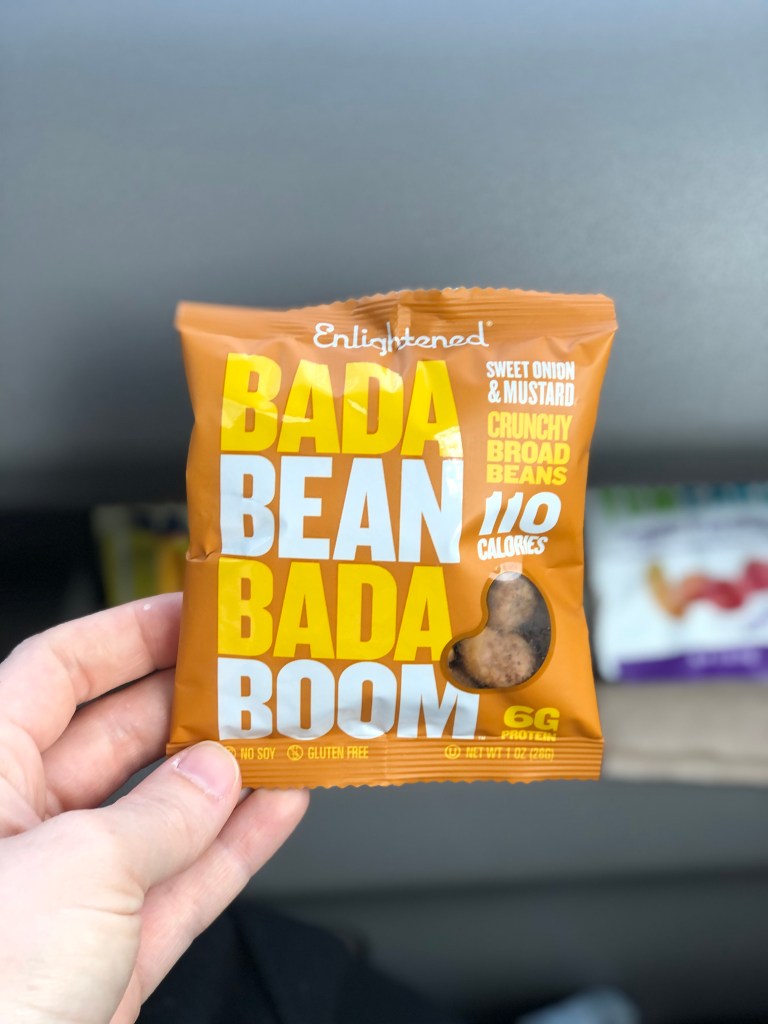 Enlightened®
BADA
BEAN
BADA
BOOM™
SWEET ONION
& MUSTARD
CRUNCHY
BROAD
BEANS
110
CALORIES
6G
PROTEIN
NO SOY
GLUTEN FREE
U NET WT 1 OZ (28G)